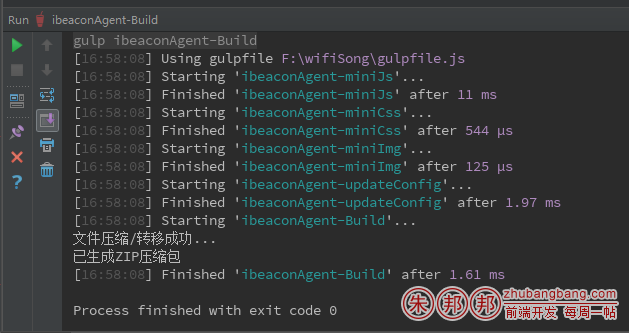 Run ibeaconAgent-Build
gulp ibeaconAgent-Build
[16:58:08] Using gulpfile F:\wifiSong\gulpfile.js
[16:58:08] Starting 'ibeaconAgent-miniJs'...
[16:58:08] Finished 'ibeaconAgent-miniJs' after 11 ms
[16:58:08] Starting 'ibeaconAgent-miniCss'...
[16:58:08] Finished 'ibeaconAgent-miniCss' after 544 μs
[16:58:08] Starting 'ibeaconAgent-miniImg'...
[16:58:08] Finished 'ibeaconAgent-miniImg' after 125 μs
[16:58:08] Starting 'ibeaconAgent-updateConfig'...
[16:58:08] Finished 'ibeaconAgent-updateConfig' after 1.97 ms
[16:58:08] Starting 'ibeaconAgent-Build'...
文件压缩/转移成功...
已生成ZIP压缩包
[16:58:08] Finished 'ibeaconAgent-Build' after 1.61 ms
Process finished with exit code 0
朱邦邦
zhubangbang.com
前端开发 每周一帖